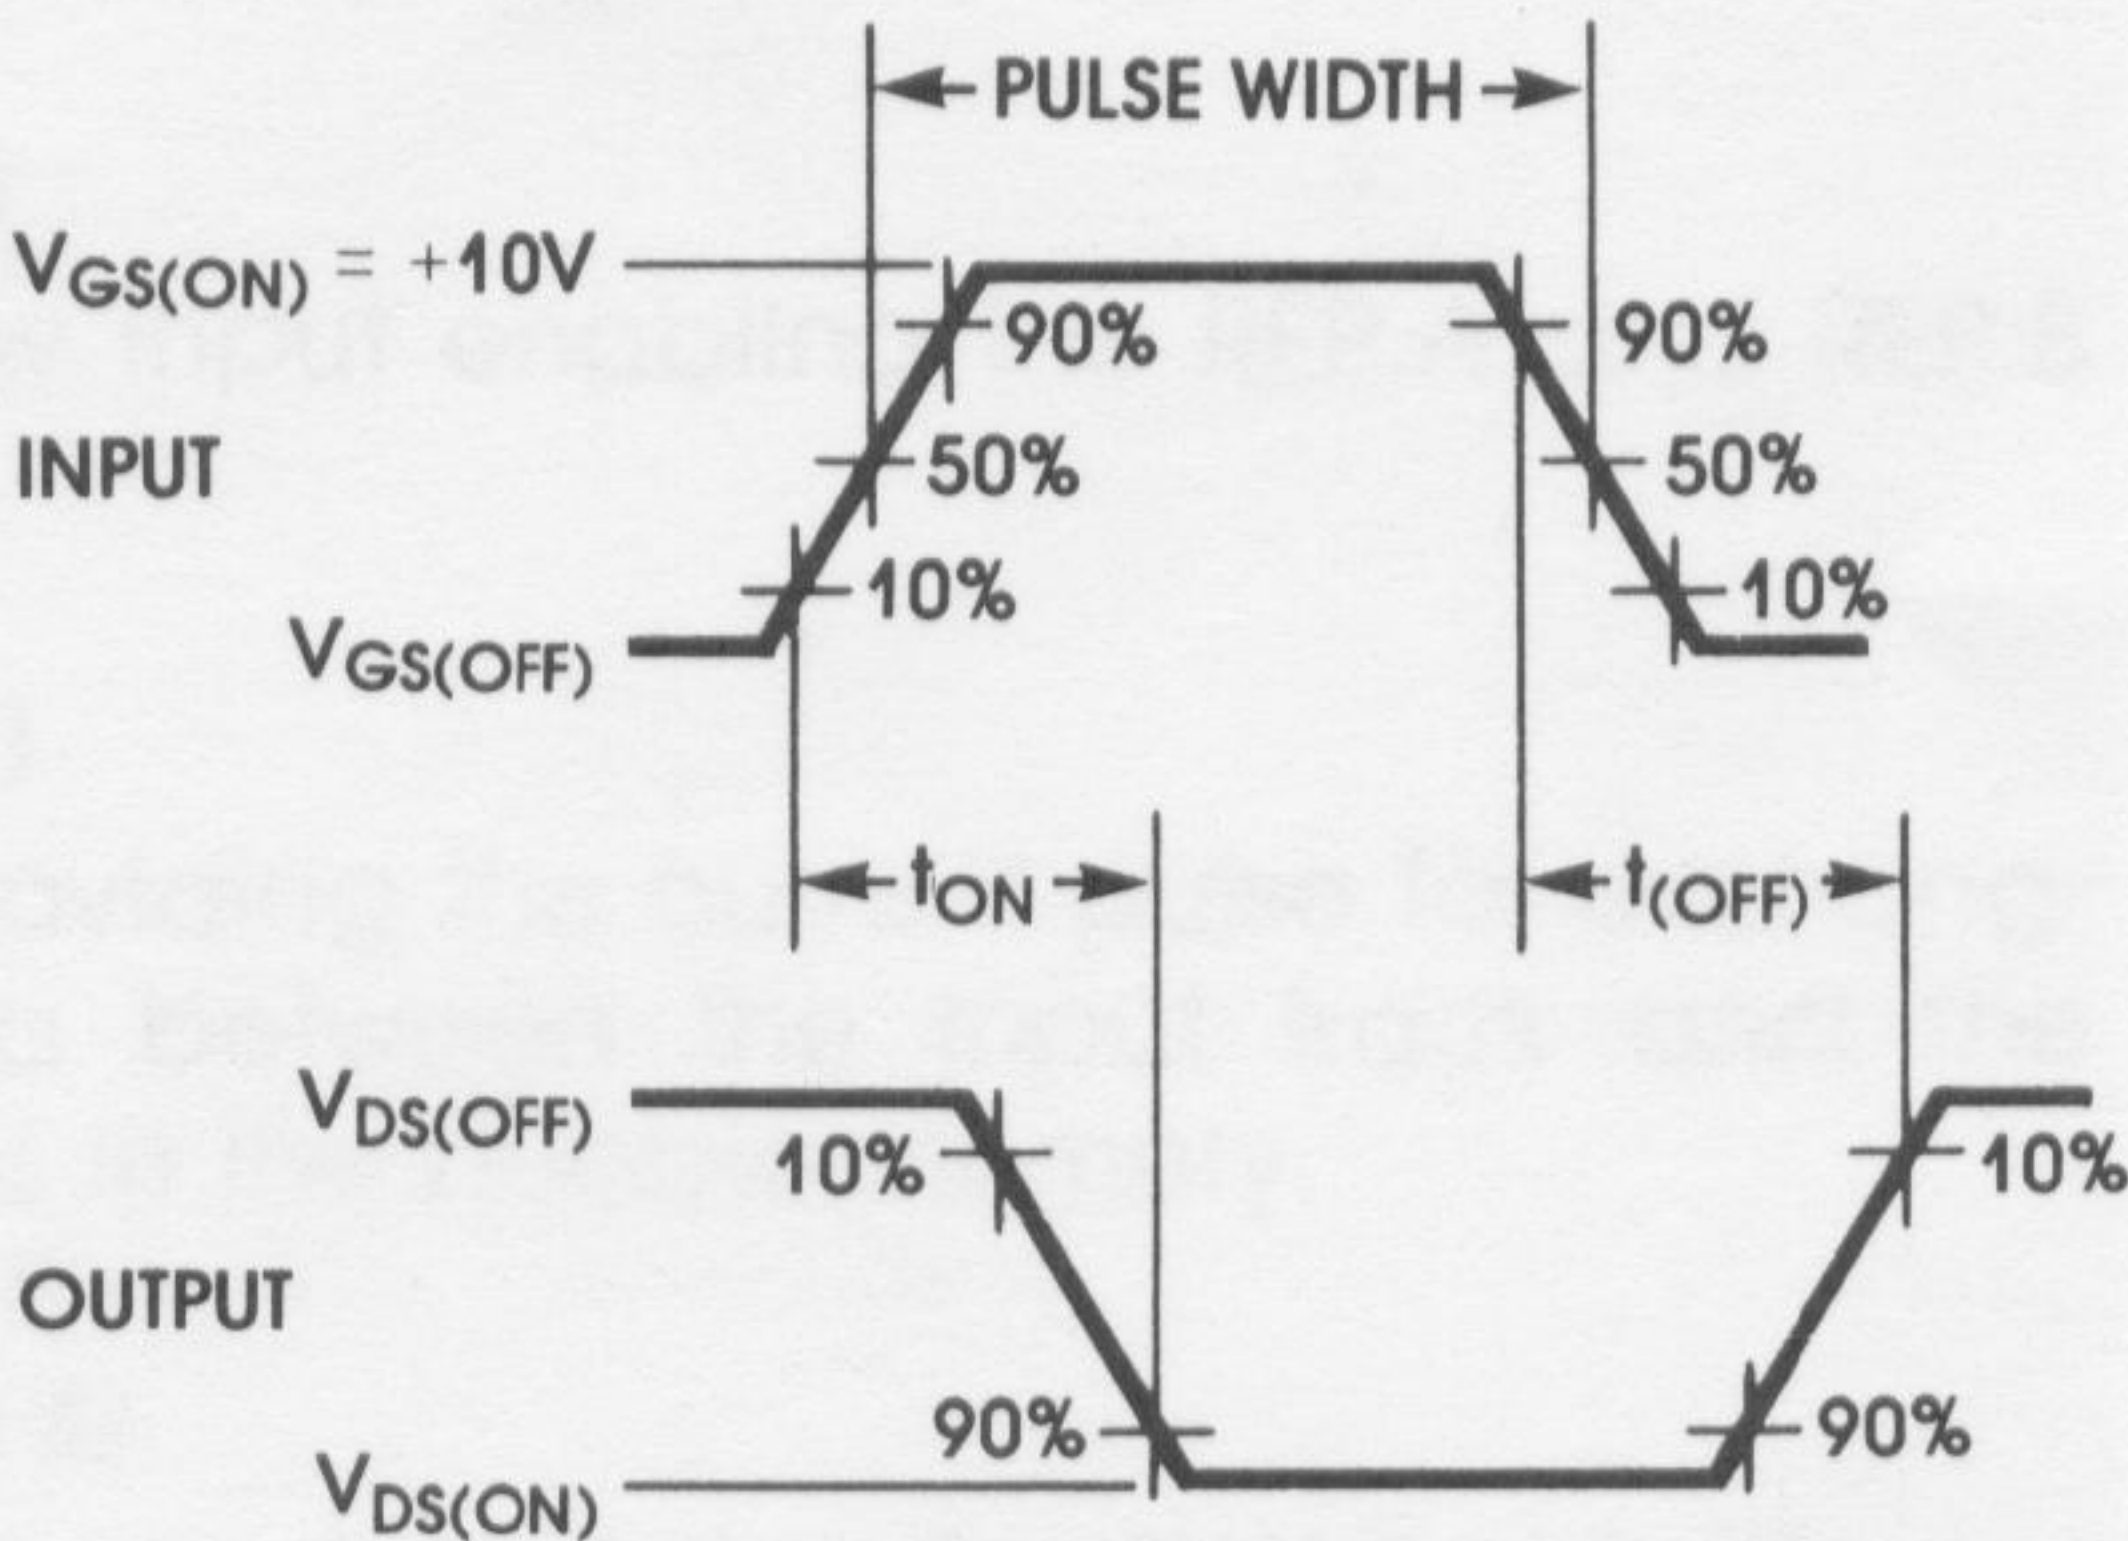 PULSE WIDTH
VGS(ON) = +10V
90%
90%
INPUT
50%
50%
10%
10%
VGS(OFF)
tON
t(OFF)
VDS(OFF)
10%
10%
OUTPUT
90%
90%
VDS(ON)